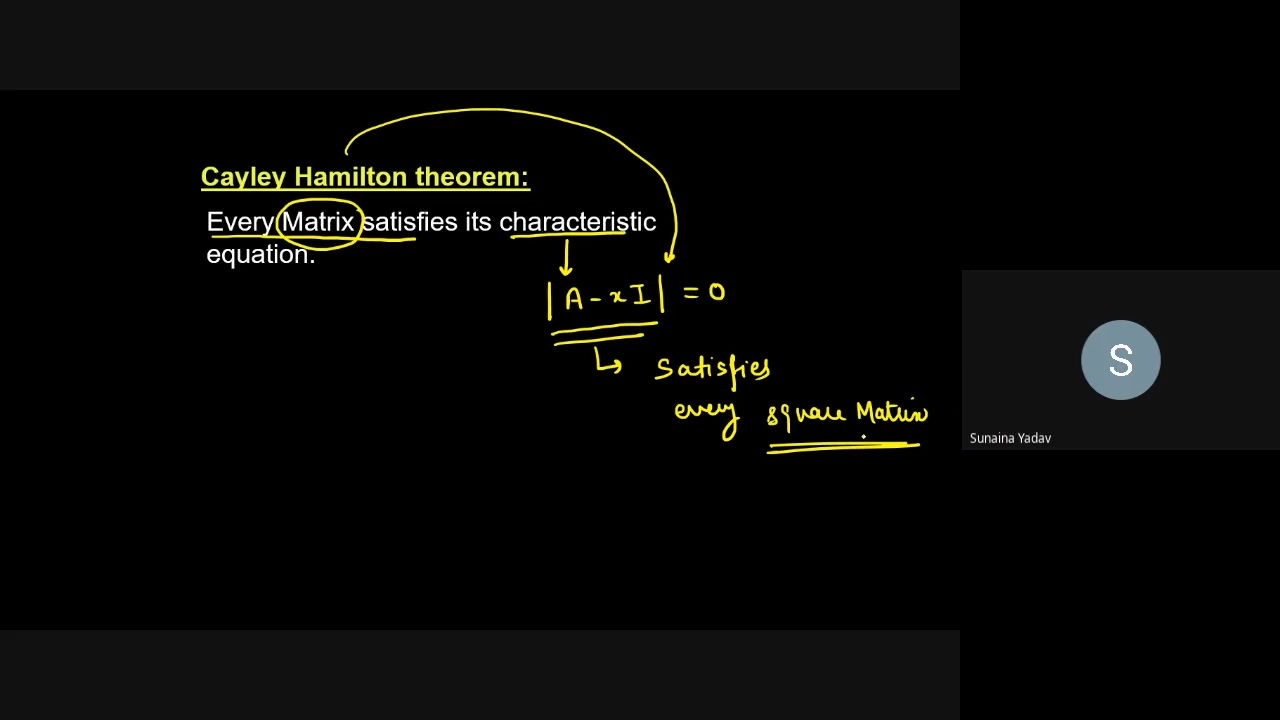 Cayley Hamilton theorem:
Every Matrix satisfies its characteristic
equation.
|A - xI| = 0
Satisfies
every square Matrix
S
Sunaina Yadav